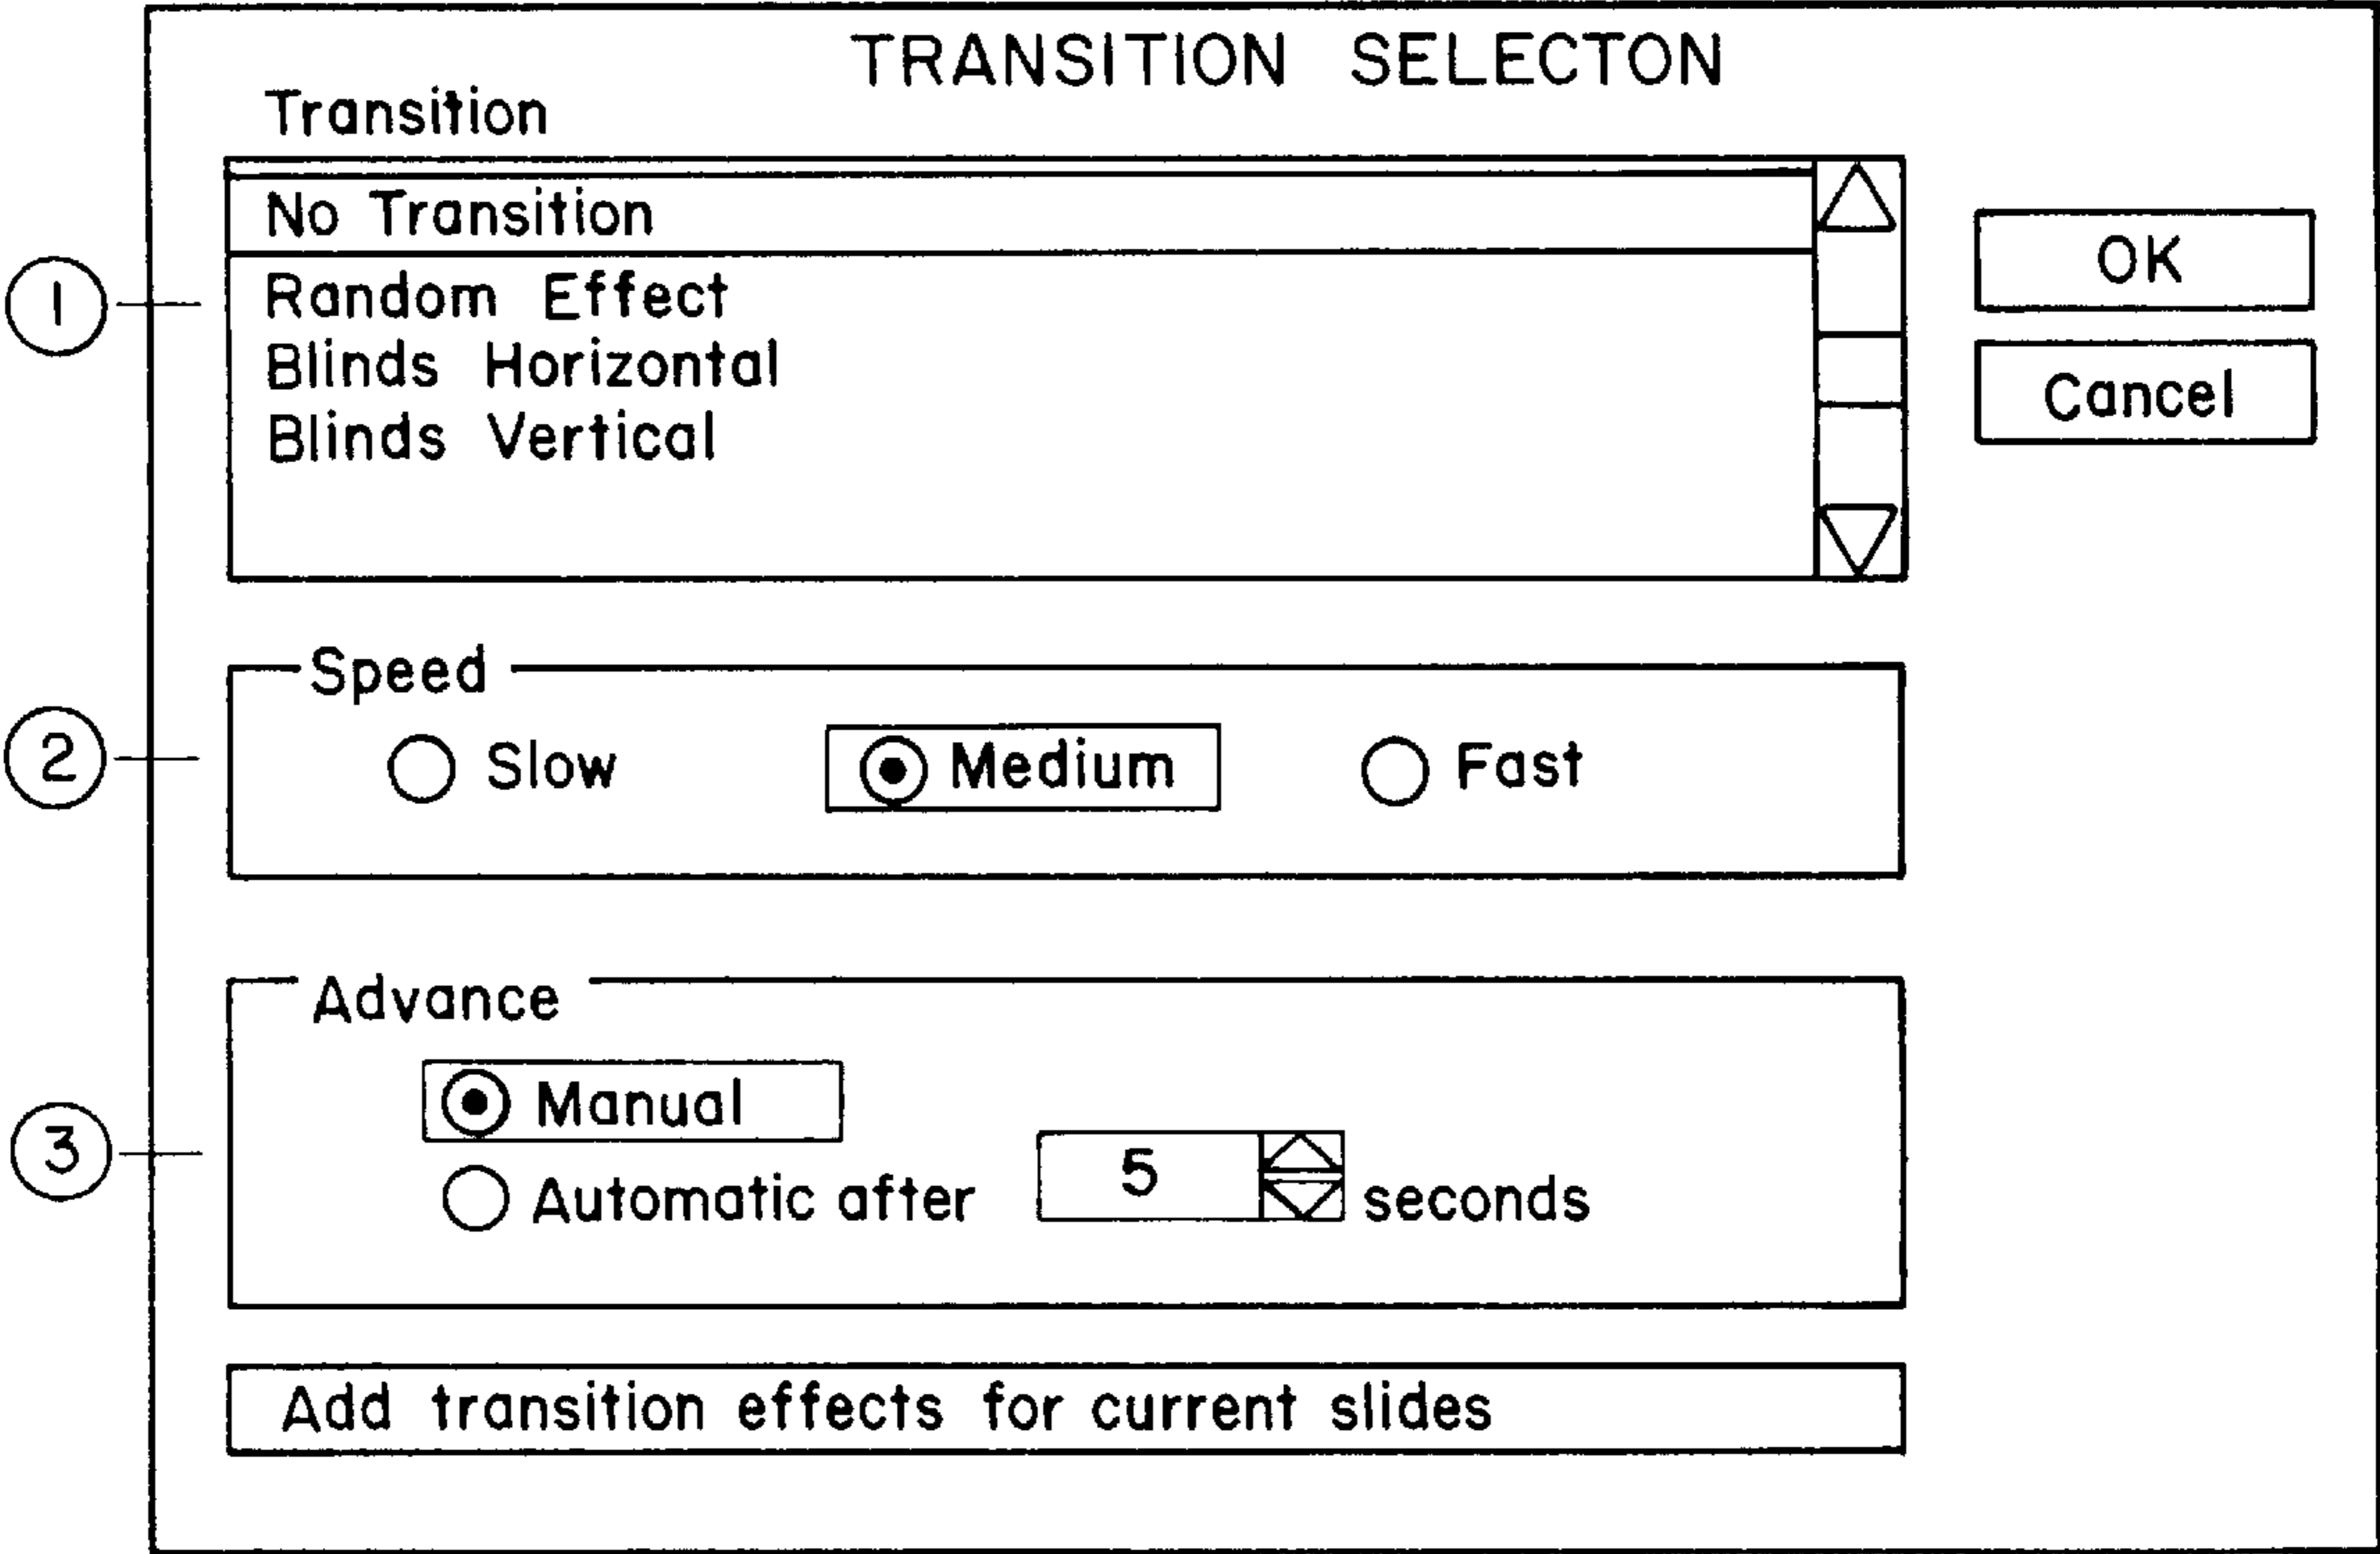 TRANSITION SELECTON
Transition
No Transition
1
Random Effect
Blinds Horizontal
Blinds Vertical
OK
Cancel
Speed
2
Slow Medium Fast
Advance
Manual
3
Automatic after 5 seconds
Add transition effects for current slides